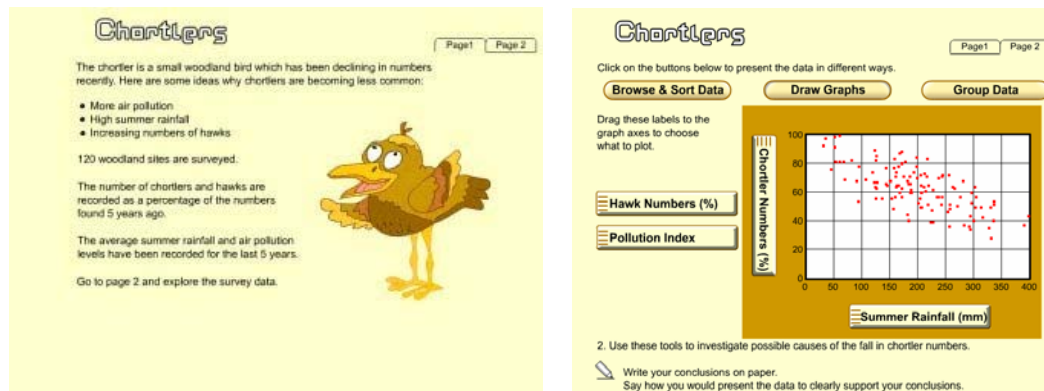 Chortlers
Page1 Page 2
The chortler is a small woodland bird which has been declining in numbers
recently. Here are some ideas why chortlers are becoming less common:
• More air pollution
• High summer rainfall
• Increasing numbers of hawks
120 woodland sites are surveyed.
The number of chortlers and hawks are
recorded as a percentage of the numbers
found 5 years ago.
The average summer rainfall and air pollution
levels have been recorded for the last 5 years.
Go to page 2 and explore the survey data.
Chortlers
Page1 Page 2
Click on the buttons below to present the data in different ways.
Browse & Sort Data Draw Graphs Group Data
Drag these labels to the
graph axes to choose
what to plot.
Hawk Numbers (%)
Pollution Index
Chortler Numbers (%)
100
80
60
40
20
0
0 50 100 150 200 250 300 350 400
Summer Rainfall (mm)
2. Use these tools to investigate possible causes of the fall in chortler numbers.
Write your conclusions on paper.
Say how you would present the data to clearly support your conclusions.